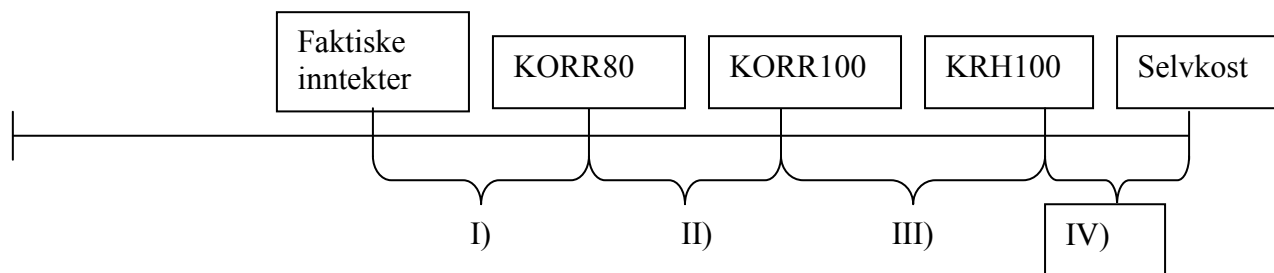 Faktiske
inntekter
KORR80
KORR100
KRH100
Selvkost
I)
II)
III)
IV)